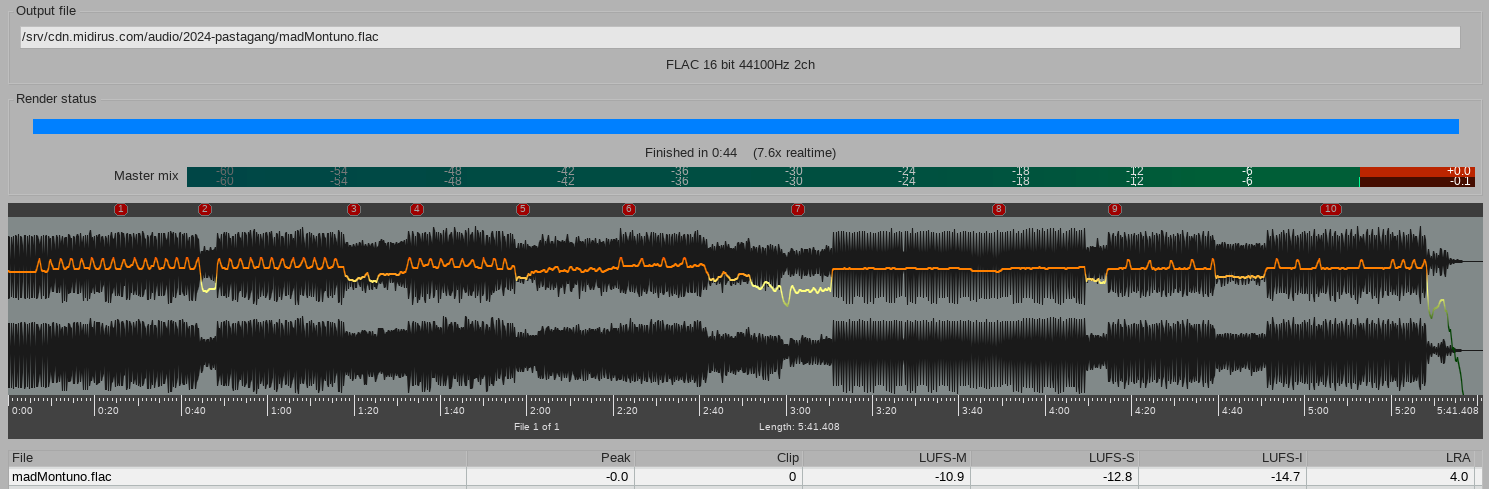 Output file
/srv/cdn.midirus.com/audio/2024-pastagang/madMontuno.flac
FLAC 16 bit 44100Hz 2ch
Render status
Finished in 0:44 (7.6x realtime)
Master mix
-60 -54 -48 -42 -36 -30 -24 -18 -12 -6 +0.0
-60 -54 -48 -42 -36 -30 -24 -18 -12 -6 -0.1
1 2 3 4 5 6 7 8 9 10
0:00 0:20 0:40 1:00 1:20 1:40 2:00 2:20 2:40 3:00 3:20 3:40 4:00 4:20 4:40 5:00 5:20 5:41.408
File 1 of 1 Length: 5:41.408
File Peak Clip LUFS-M LUFS-S LUFS-I LRA
madMontuno.flac -0.0 0 -10.9 -12.8 -14.7 4.0